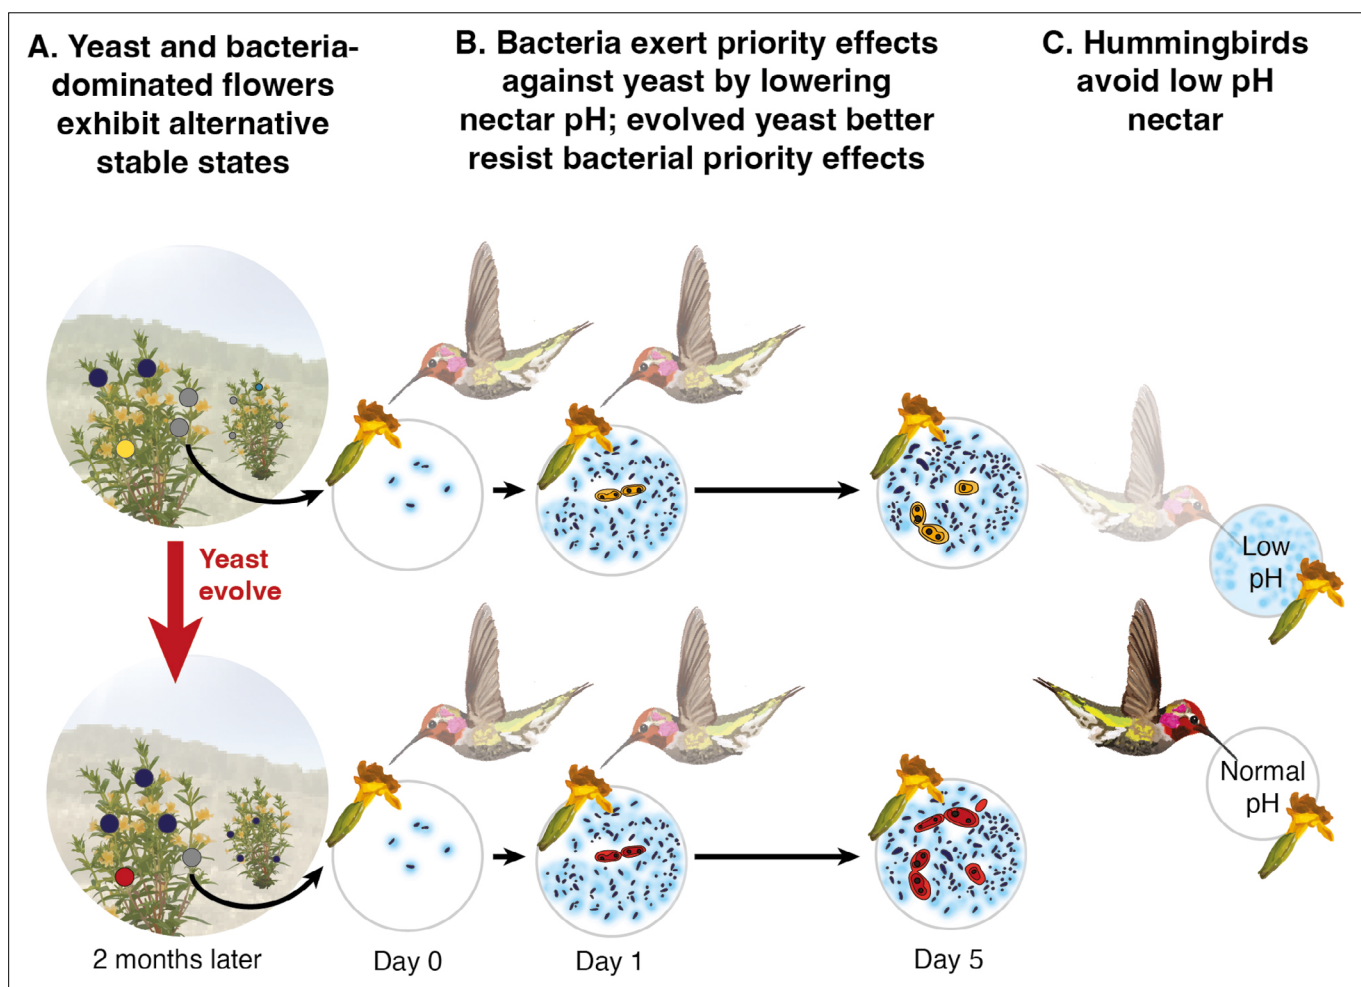 A. Yeast and bacteria-
dominated flowers
exhibit alternative
stable states
B. Bacteria exert priority effects
against yeast by lowering
nectar pH; evolved yeast better
resist bacterial priority effects
C. Hummingbirds
avoid low pH
nectar
Yeast
evolve
Low
pH
Normal
pH
2 months later
Day 0
Day 1
Day 5